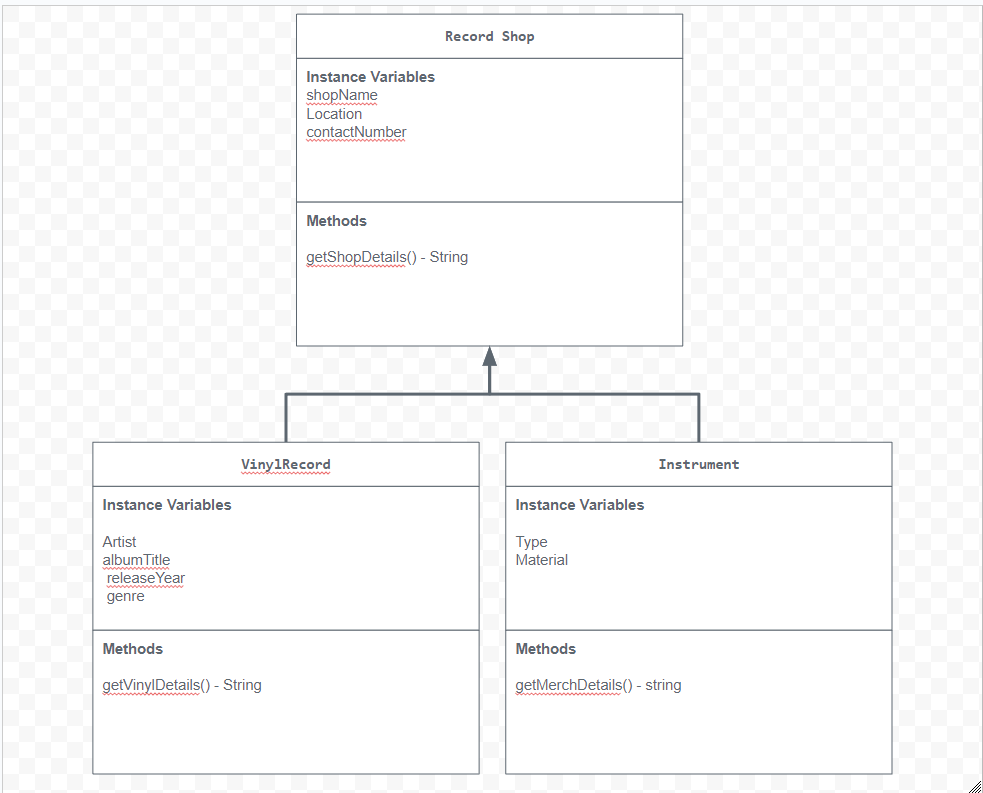 Record Shop
Instance Variables
shopName
Location
contactNumber
Methods
getShopDetails() - String
VinylRecord
Instance Variables
Artist
albumTitle
releaseYear
genre
Methods
getVinylDetails() - String
Instrument
Instance Variables
Type
Material
Methods
getMerchDetails() - string